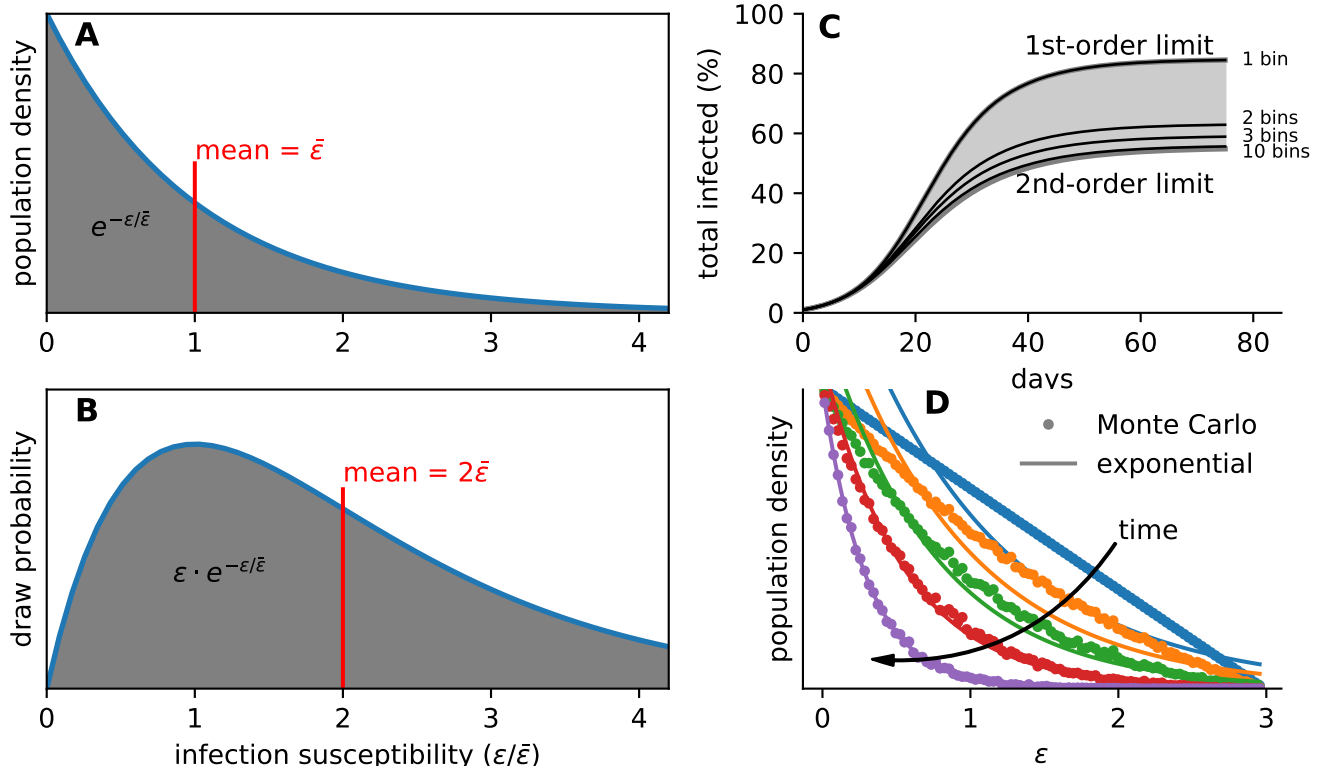 A
population density
mean = ε̄
e^{−ε/ε̄}
0 1 2 3 4
B
draw probability
mean = 2ε̄
ε · e^{−ε/ε̄}
0 1 2 3 4
infection susceptibility (ε/ε̄)
C
total infected (%)
100
80
60
40
20
0
1st-order limit
1 bin
2 bins
3 bins
10 bins
2nd-order limit
0 20 40 60 80
days
D
population density
Monte Carlo
exponential
time
0 1 2 3
ε